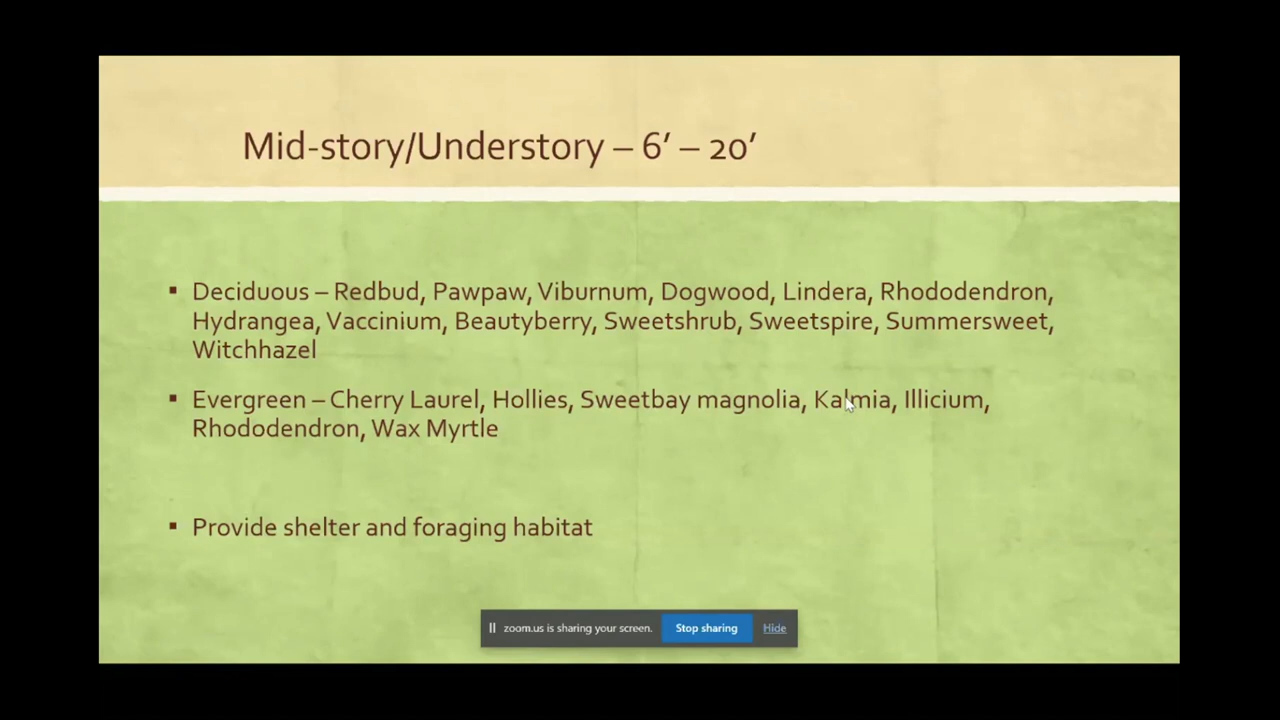 Mid-story/Understory – 6’ – 20’
▪ Deciduous – Redbud, Pawpaw, Viburnum, Dogwood, Lindera, Rhododendron,
Hydrangea, Vaccinium, Beautyberry, Sweetshrub, Sweetspire, Summersweet,
Witchhazel
▪ Evergreen – Cherry Laurel, Hollies, Sweetbay magnolia, Kalmia, Illicium,
Rhododendron, Wax Myrtle
▪ Provide shelter and foraging habitat
zoom.us is sharing your screen. Stop sharing Hide